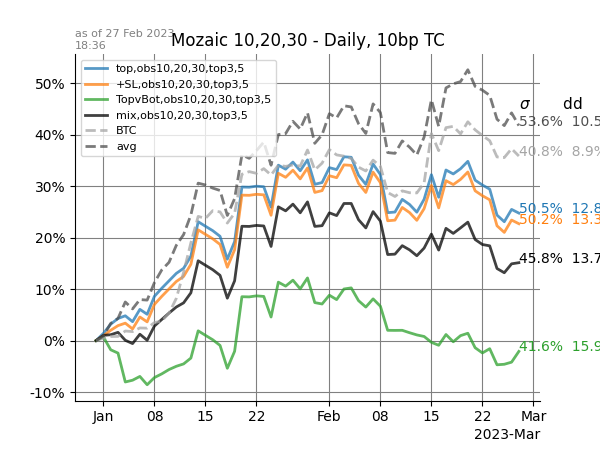 as of 27 Feb 2023
18:36
Mozaic 10,20,30 - Daily, 10bp TC
top,obs10,20,30,top3,5
+SL,obs10,20,30,top3,5
TopvBot,obs10,20,30,top3,5
mix,obs10,20,30,top3,5
BTC
avg
σ dd
53.6% 10.5
40.8% 8.9%
50.5% 12.8
50.2% 13.3
45.8% 13.7
41.6% 15.9
50%
40%
30%
20%
10%
0%
-10%
Jan 08 15 22 Feb 08 15 22 Mar
2023-Mar